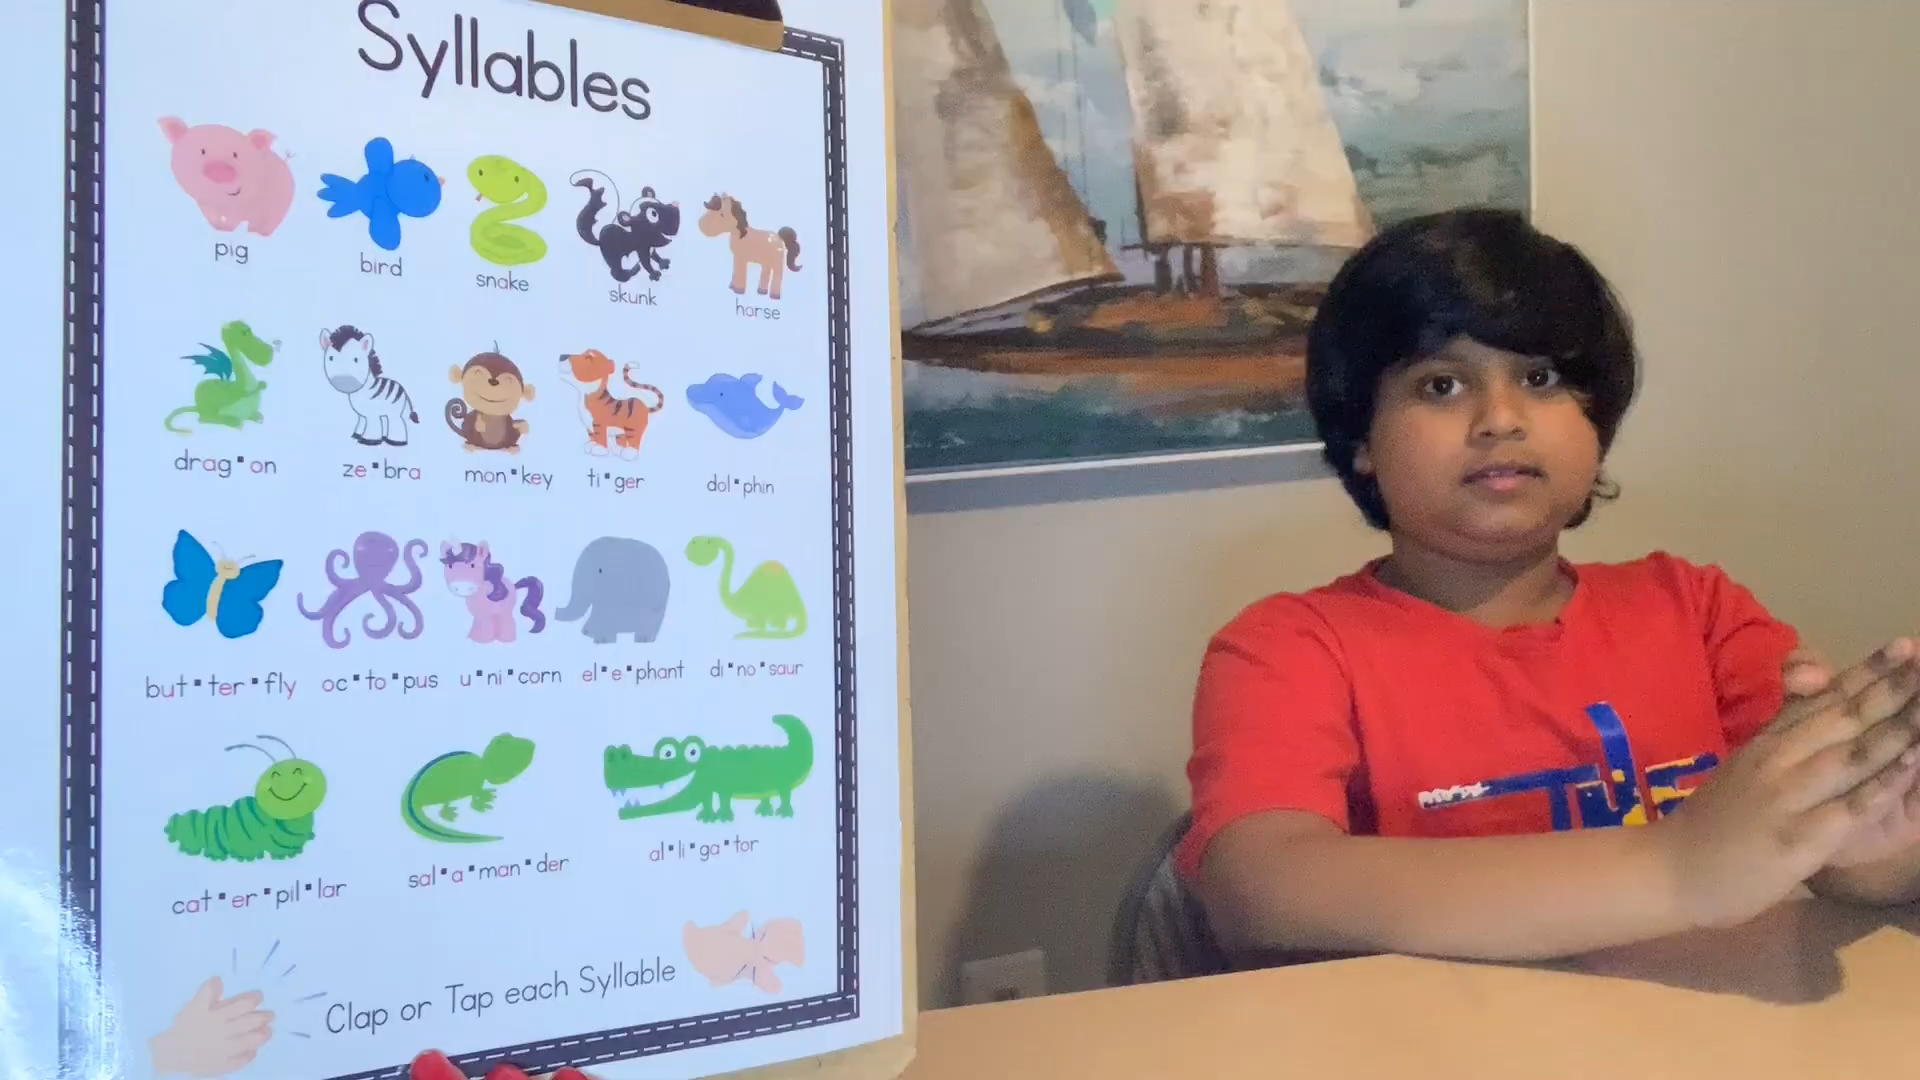 Syllables
pig bird snake skunk horse
drag▪on ze▪bra mon▪key ti▪ger dol▪phin
but▪ter▪fly oc▪to▪pus u▪ni▪corn el▪e▪phant di▪no▪saur
cat▪er▪pil▪lar sal▪a▪man▪der al▪li▪ga▪tor
Clap or Tap each Syllable